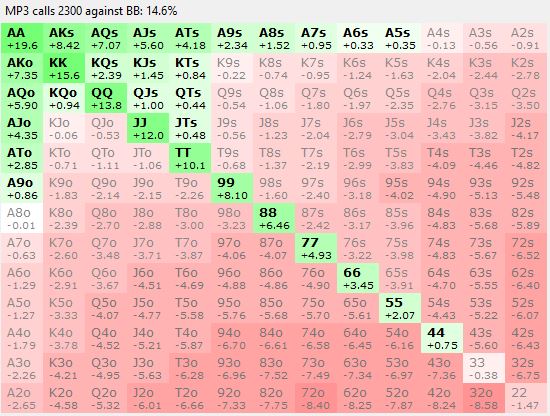 MP3 calls 2300 against BB: 14.6%
AA AKs AQs AJs ATs A9s A8s A7s A6s A5s A4s A3s A2s
+19.6 +8.42 +7.07 +5.60 +4.18 +2.34 +1.52 +0.95 +0.33 +0.35 -0.13 -0.56 -0.91
AKo KK KQs KJs KTs K9s K8s K7s K6s K5s K4s K3s K2s
+7.35 +15.6 +2.39 +1.45 +0.84 -0.22 -0.74 -0.95 -1.24 -1.63 -2.04 -2.44 -2.78
AQo KQo QQ QJs QTs Q9s Q8s Q7s Q6s Q5s Q4s Q3s Q2s
+5.90 +0.94 +13.8 +1.00 +0.44 -0.54 -1.06 -1.80 -1.97 -2.35 -2.76 -3.15 -3.50
AJo KJo QJo JJ JTs J9s J8s J7s J6s J5s J4s J3s J2s
+4.35 -0.06 -0.53 +12.0 +0.48 -0.56 -1.23 -2.04 -2.79 -3.04 -3.43 -3.82 -4.17
ATo KTo QTo JTo TT T9s T8s T7s T6s T5s T4s T3s T2s
+2.85 -0.71 -1.11 -1.06 +10.1 -0.68 -1.37 -2.19 -2.99 -3.83 -4.09 -4.46 -4.82
A9o K9o Q9o J9o T9o 99 98s 97s 96s 95s 94s 93s 92s
+0.86 -1.83 -2.14 -2.15 -2.26 +8.10 -1.60 -2.40 -3.18 -4.02 -4.90 -5.13 -5.48
A8o K8o Q8o J8o T8o 98o 88 87s 86s 85s 84s 83s 82s
-0.01 -2.39 -2.70 -2.88 -3.00 -3.23 +6.46 -2.42 -3.17 -3.96 -4.83 -5.68 -5.89
A7o K7o Q7o J7o T7o 97o 87o 77 76s 75s 74s 73s 72s
-0.63 -2.60 -3.48 -3.71 -3.87 -4.06 -4.07 +4.93 -3.22 -3.98 -4.83 -5.67 -6.52
A6o K6o Q6o J6o T6o 96o 86o 76o 66 65s 64s 63s 62s
-1.29 -2.91 -3.67 -4.51 -4.69 -4.88 -4.86 -4.90 +3.45 -3.91 -4.70 -5.55 -6.40
A5o K5o Q5o J5o T5o 95o 85o 75o 65o 55 54s 53s 52s
-1.27 -3.33 -4.07 -4.77 -5.58 -5.76 -5.68 -5.70 -5.61 +2.07 -4.43 -5.24 -6.07
A4o K4o Q4o J4o T4o 94o 84o 74o 64o 54o 44 43s 42s
-1.79 -3.78 -4.52 -5.21 -5.87 -6.70 -6.61 -6.58 -6.45 -6.16 +0.75 -5.60 -6.43
A3o K3o Q3o J3o T3o 93o 83o 73o 63o 53o 43o 33 32s
-2.26 -4.21 -4.95 -5.63 -6.28 -6.96 -7.52 -7.49 -7.34 -6.97 -7.36 -0.38 -6.75
A2o K2o Q2o J2o T2o 92o 82o 72o 62o 52o 42o 32o 22
-2.65 -4.58 -5.32 -6.01 -6.66 -7.33 -7.75 -8.40 -8.25 -7.87 -8.24 -8.58 -1.47